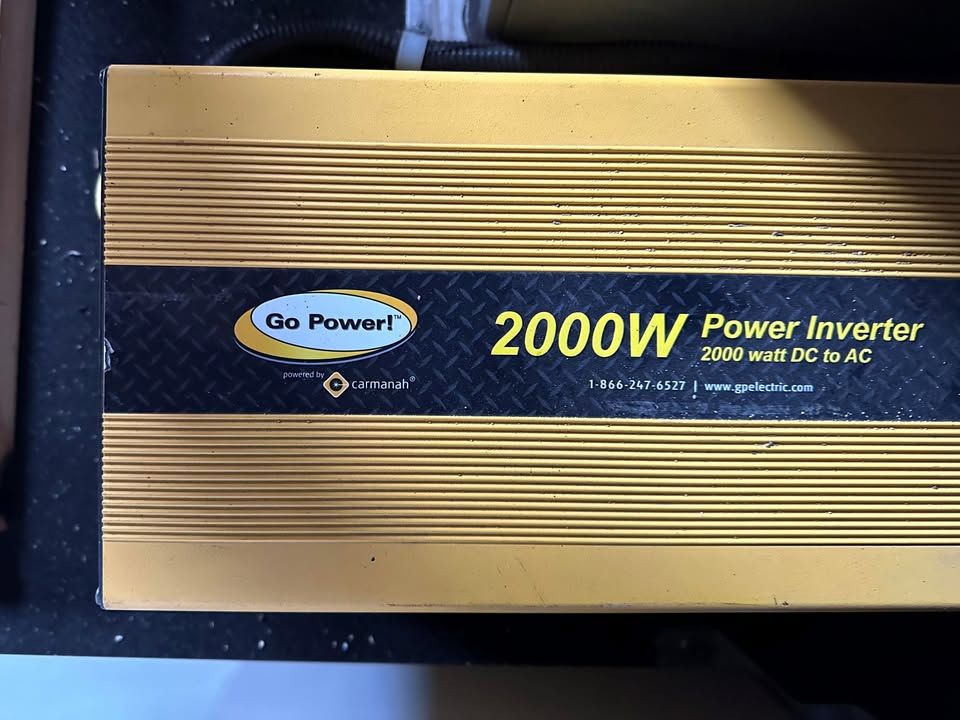 Go Power!™
powered by carmanah®
2000W Power Inverter
2000 watt DC to AC
1-866-247-6527 | www.gpelectric.com